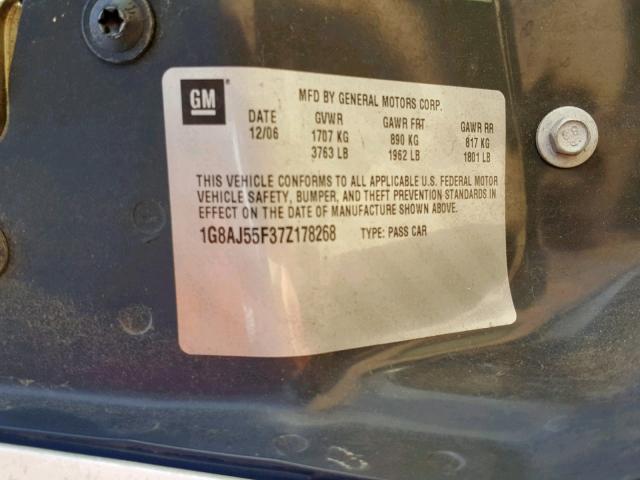 GM
MFD BY GENERAL MOTORS CORP.
DATE GVWR GAWR FRT GAWR RR
12/06 1707 KG 890 KG 817 KG
3763 LB 1962 LB 1801 LB
THIS VEHICLE CONFORMS TO ALL APPLICABLE U.S. FEDERAL MOTOR
VEHICLE SAFETY, BUMPER, AND THEFT PREVENTION STANDARDS IN
EFFECT ON THE DATE OF MANUFACTURE SHOWN ABOVE.
1G8AJ55F37Z178268 TYPE: PASS CAR